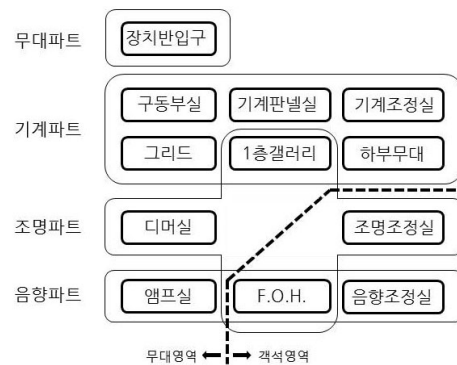 무대파트 장치반입구
구동부실 기계판넬실 기계조정실
기계파트
그리드 1층갤러리 하부무대
조명파트 디머실 조명조정실
음향파트 앰프실 F.O.H. 음향조정실
무대영역 객석영역